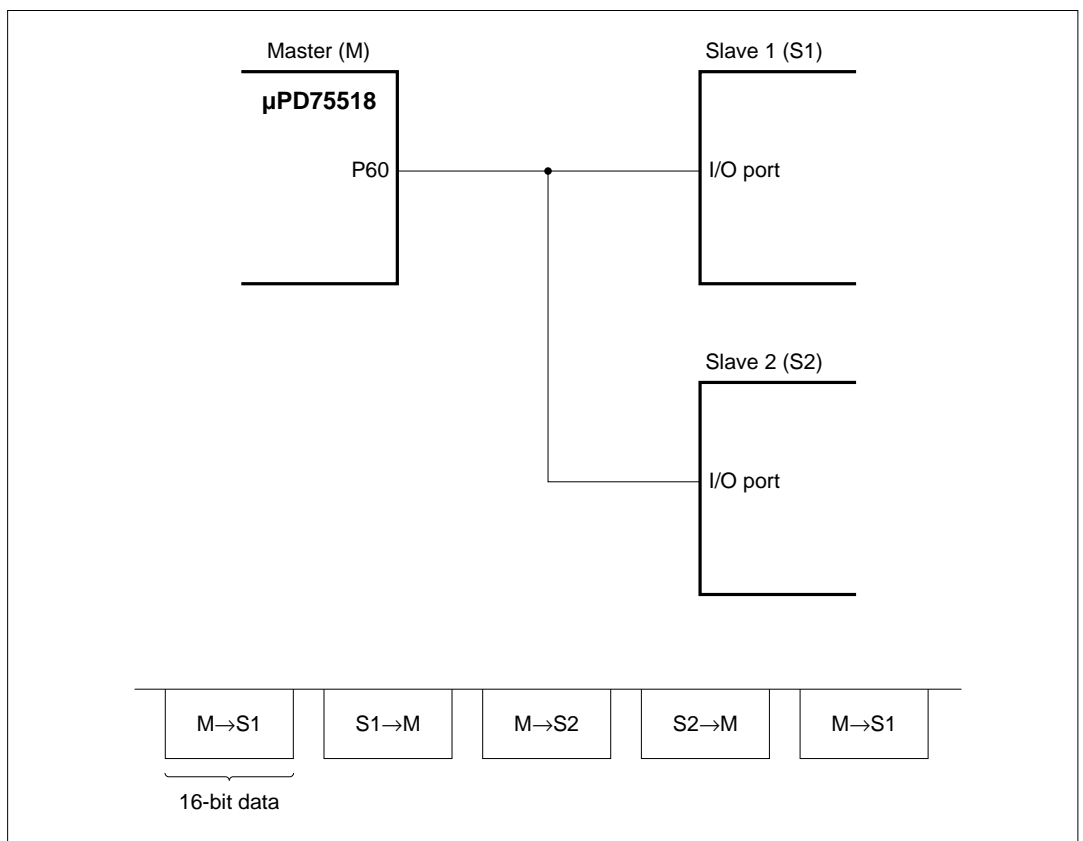 Master (M)
Slave 1 (S1)
µPD75518
P60
I/O port
Slave 2 (S2)
I/O port
M→S1
S1→M
M→S2
S2→M
M→S1
16-bit data